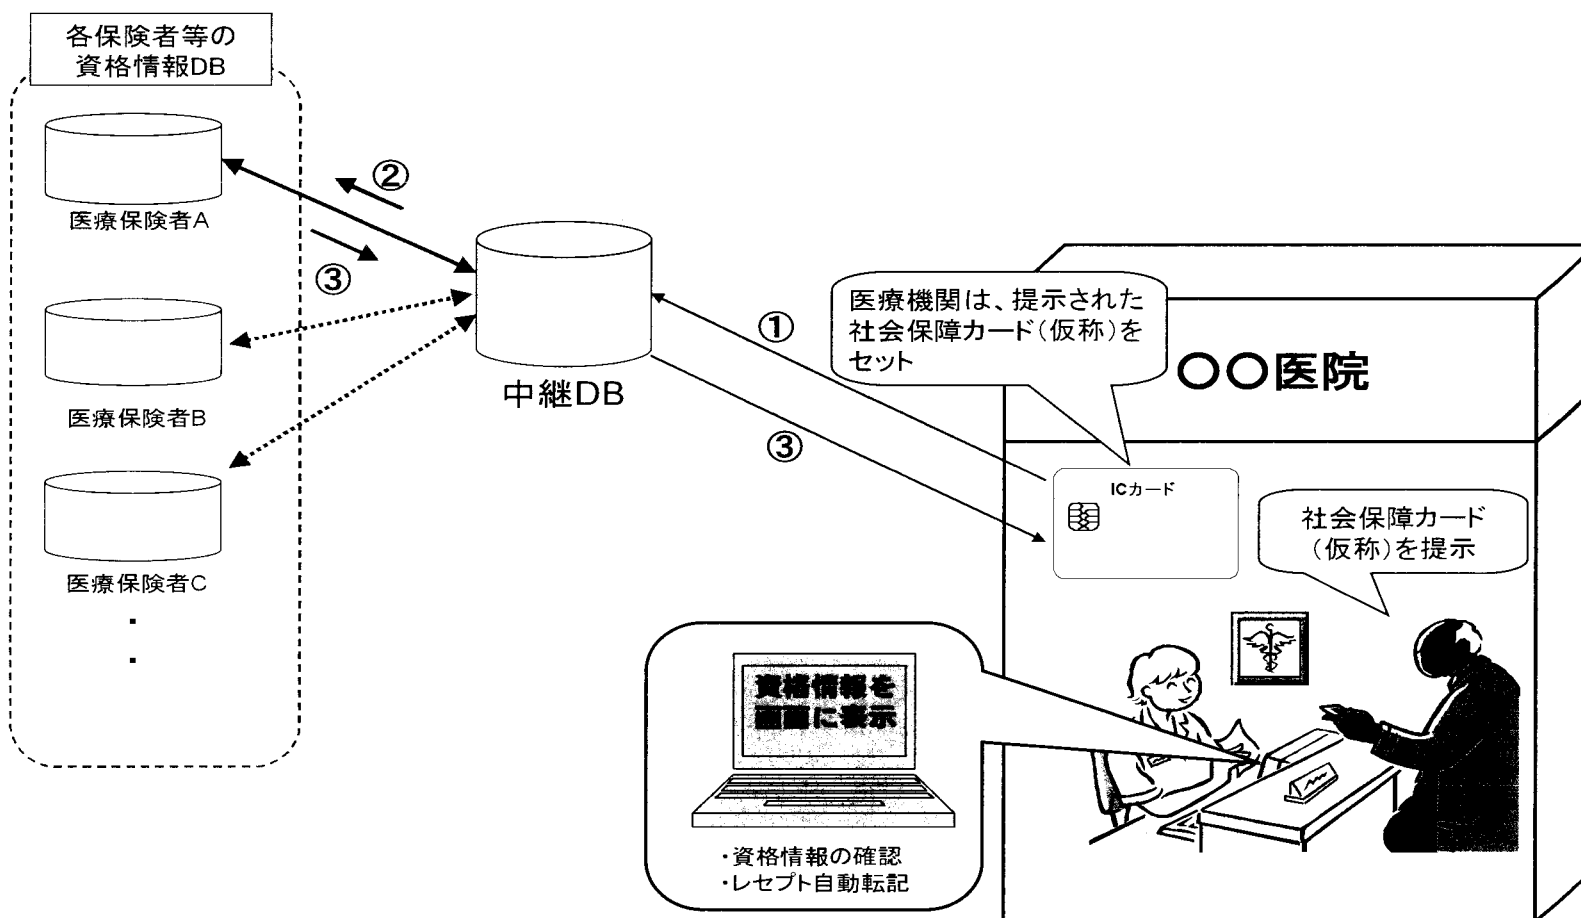 各保険者等の
資格情報DB
医療保険者A
医療保険者B
医療保険者C
・
・
②
③
中継DB
①
③
医療機関は、提示された
社会保障カード(仮称)を
セット
〇〇医院
ICカード
社会保障カード
(仮称)を提示
資格情報を
画面に表示
・資格情報の確認
・レセプト自動転記